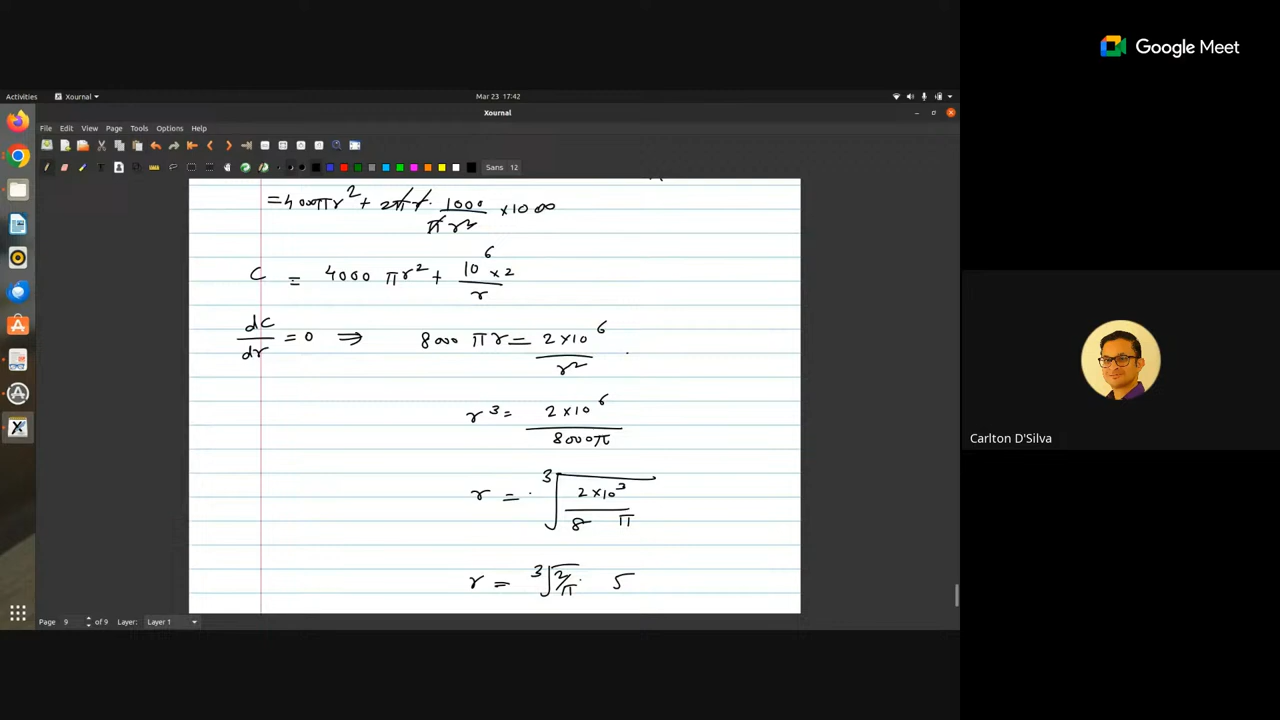 Google Meet
Activities Xournal Mar 23 17:42
Xournal
File Edit View Page Tools Options Help
Sans 12
=4000πr² + 2πr · 1000/πr² ×1000
C = 4000 πr² + 10⁶ ×2/r
dC/dr = 0 ⇒ 8000 πr = 2×10⁶/r²
r³ = 2×10⁶/8000π
r = ∛(2×10³/8 π)
r = ∛(2/π) 5
Carlton D'Silva
Page 9 of 9 Layer: Layer 1